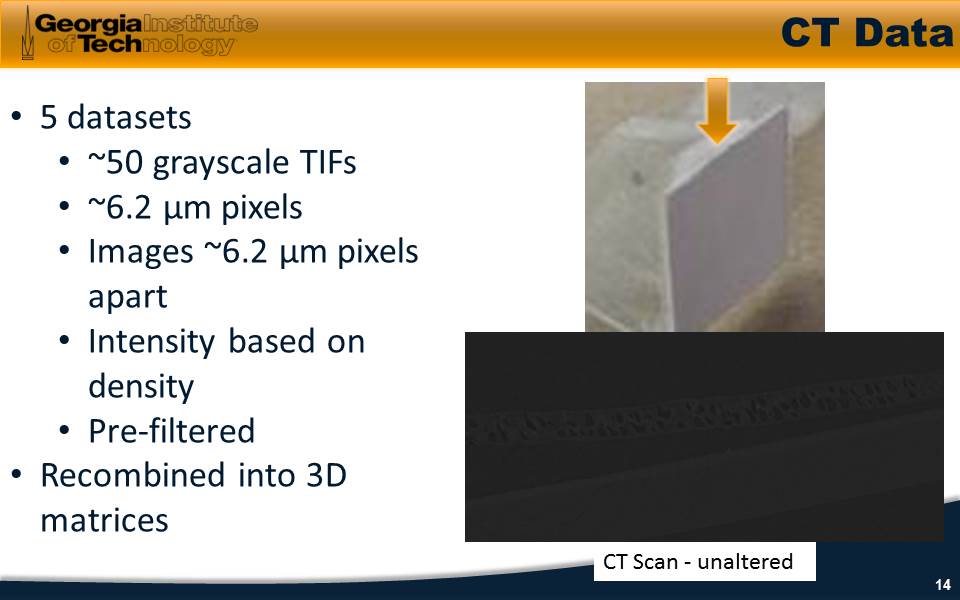 Georgia Institute
of Technology
CT Data
• 5 datasets
• ~50 grayscale TIFs
• ~6.2 µm pixels
• Images ~6.2 µm pixels
apart
• Intensity based on
density
• Pre-filtered
• Recombined into 3D
matrices
CT Scan - unaltered
14